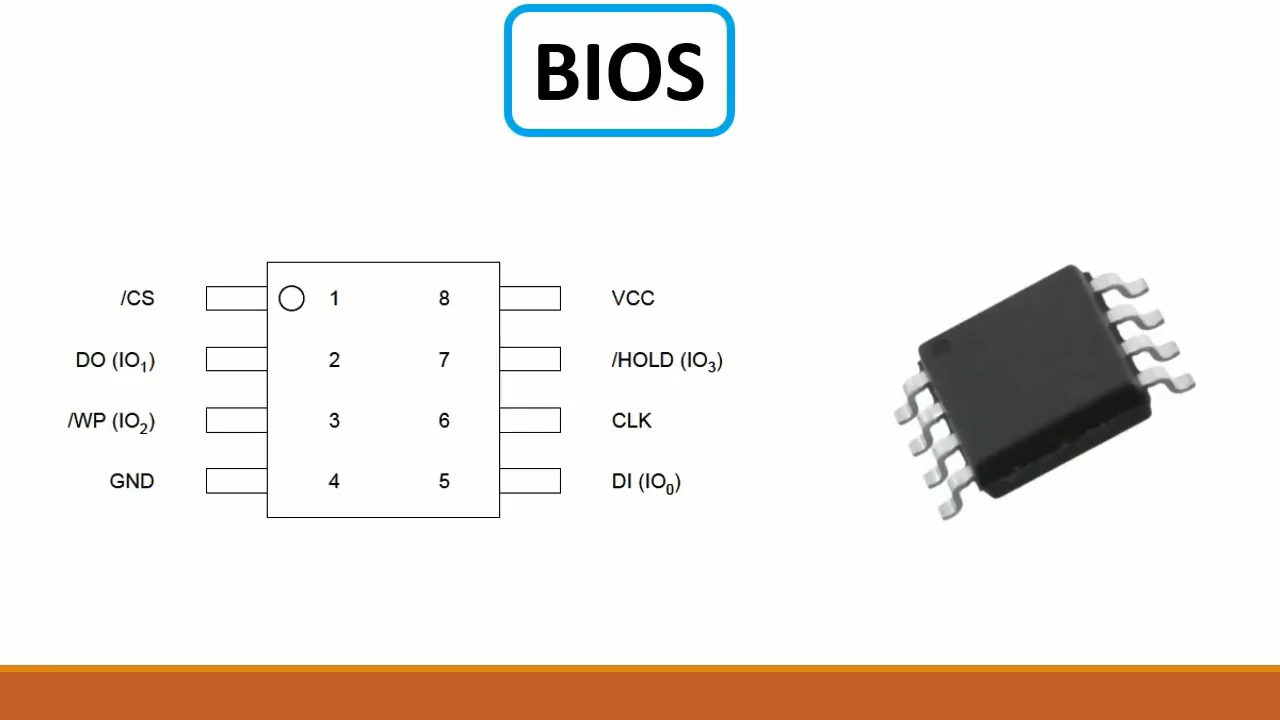 BIOS
/CS 1 8 VCC
DO (IO₁) 2 7 /HOLD (IO₃)
/WP (IO₂) 3 6 CLK
GND 4 5 DI (IO₀)